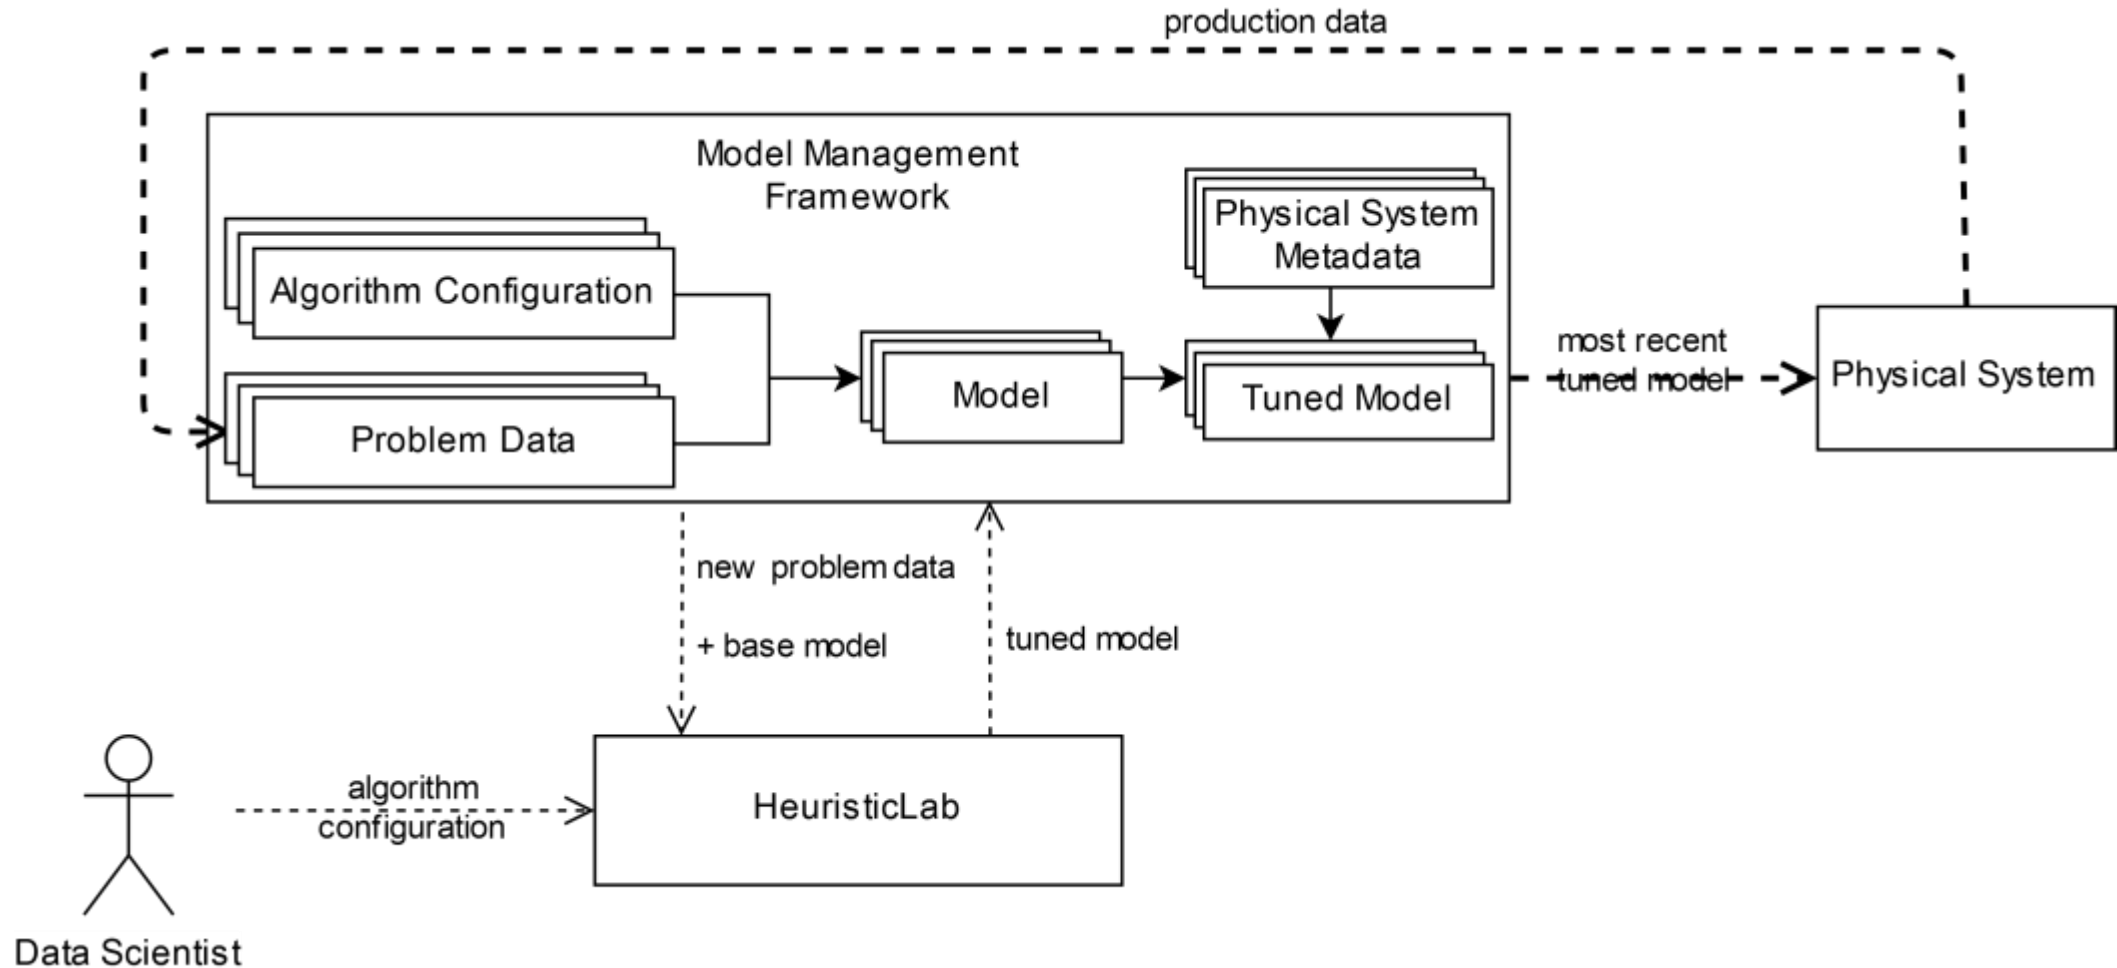 production data
Model Management
Framework
Physical System
Metadata
Algorithm Configuration
most recent
tuned model
Physical System
Model
Tuned Model
Problem Data
new problem data
+ base model
tuned model
algorithm
configuration
HeuristicLab
Data Scientist